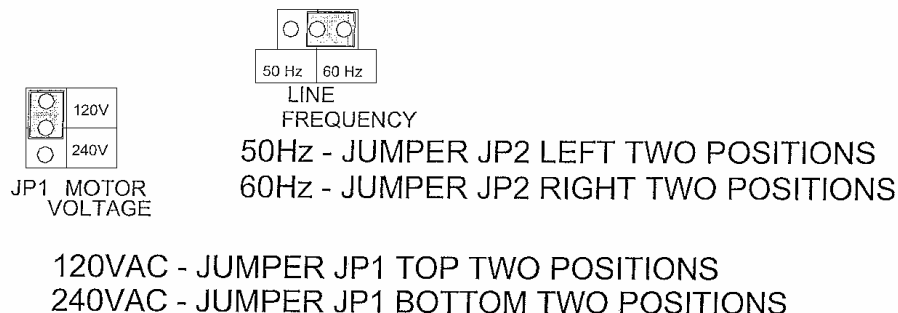 50 Hz 60 Hz
LINE
FREQUENCY
120V
240V
JP1 MOTOR
VOLTAGE
50Hz - JUMPER JP2 LEFT TWO POSITIONS
60Hz - JUMPER JP2 RIGHT TWO POSITIONS
120VAC - JUMPER JP1 TOP TWO POSITIONS
240VAC - JUMPER JP1 BOTTOM TWO POSITIONS